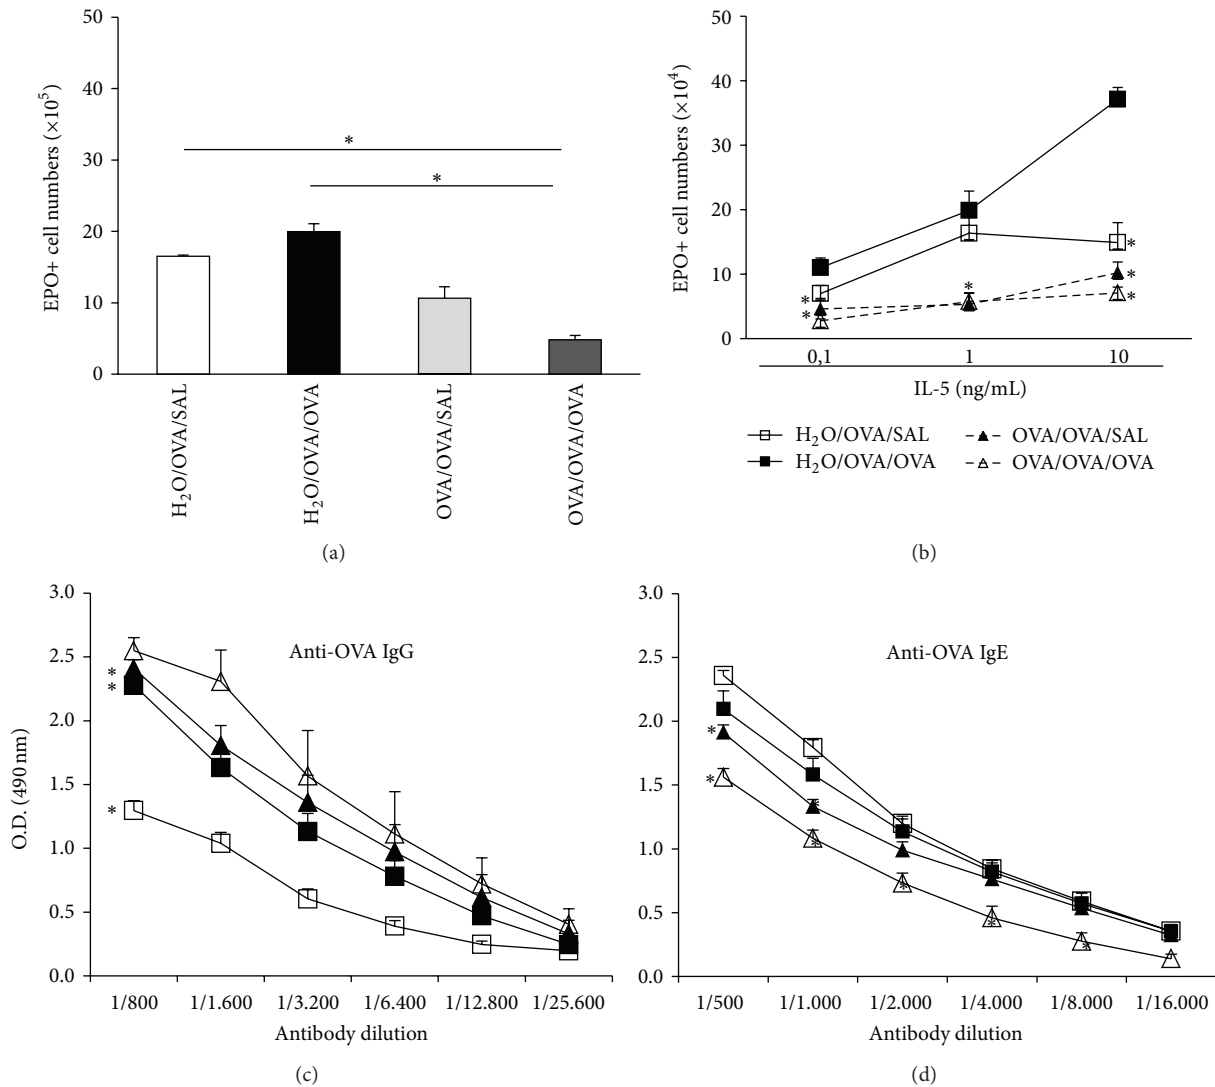 50
40
30
20
10
0
EPO+ cell numbers (×10⁵)
*
*
H₂O/OVA/SAL
H₂O/OVA/OVA
OVA/OVA/SAL
OVA/OVA/OVA
(a)
50
40
30
20
10
0
EPO+ cell numbers (×10⁴)
*
*
*
*
*
*
0,1 1 10
IL-5 (ng/mL)
H₂O/OVA/SAL
H₂O/OVA/OVA
OVA/OVA/SAL
OVA/OVA/OVA
(b)
3.0
2.5
2.0
1.5
1.0
0.5
0.0
O.D. (490 nm)
Anti-OVA IgG
*
*
*
1/800 1/1.600 1/3.200 1/6.400 1/12.800 1/25.600
Antibody dilution
(c)
3.0
2.5
2.0
1.5
1.0
0.5
0.0
Anti-OVA IgE
*
*
*
*
*
*
*
1/500 1/1.000 1/2.000 1/4.000 1/8.000 1/16.000
Antibody dilution
(d)